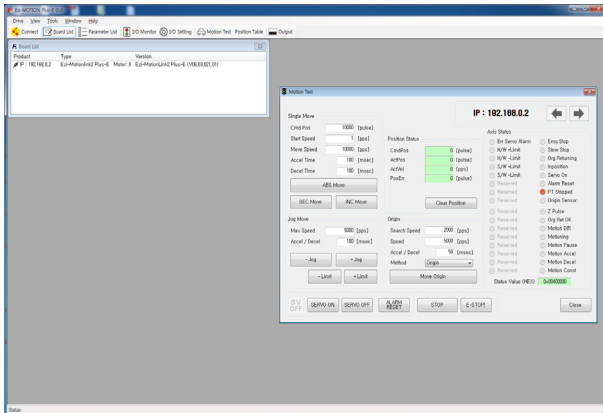 Ezi-MOTION Plus-E GUI
Drive View Tools Window Help
Connect Board List Parameter List I/O Monitor I/O Setting Motion Test Position Table Output
Board List
Product Type Version
IP : 192.168.0.2 Ezi-Motionlink2 Plus-E Motor: 8 Ezi-MotionLink2 Plus-E (V06.03.021.01)
Motion Test
IP : 192.168.0.2
Single Move
Cmd Pos 10000 [pulse]
Start Speed 1 [pps]
Move Speed 10000 [pps]
Accel Time 100 [msec]
Decel Time 100 [msec]
ABS Move
DEC Move INC Move
Position Status
CmdPos 0 [pulse]
ActPos 0 [pulse]
ActVel 0 [pps]
PosErr 0 [pulse]
Clear Position
Jog Move
Max Speed 5000 [pps]
Accel / Decel 100 [msec]
- Jog + Jog
- Limit + Limit
Origin
Search Speed 2000 [pps]
Speed 5000 [pps]
Accel / Decel 50 [msec]
Method Origin
Move Origin
Axis Status
Err Servo Alarm Emg Stop
H/W +Limit Slow Stop
H/W -Limit Org Returning
S/W +Limit Inposition
S/W -Limit Servo On
Reserved Alarm Reset
Reserved PT Stopped
Reserved Origin Sensor
Reserved Z Pulse
Reserved Org Ret OK
Reserved Motion DIR
Reserved Motioning
Reserved Motion Pause
Reserved Motion Accel
Reserved Motion Decel
Reserved Motion Const
Status Value (HEX) 0x00400000
SV OFF SERVO ON SERVO OFF ALARM RESET STOP E-STOP! Close
Status